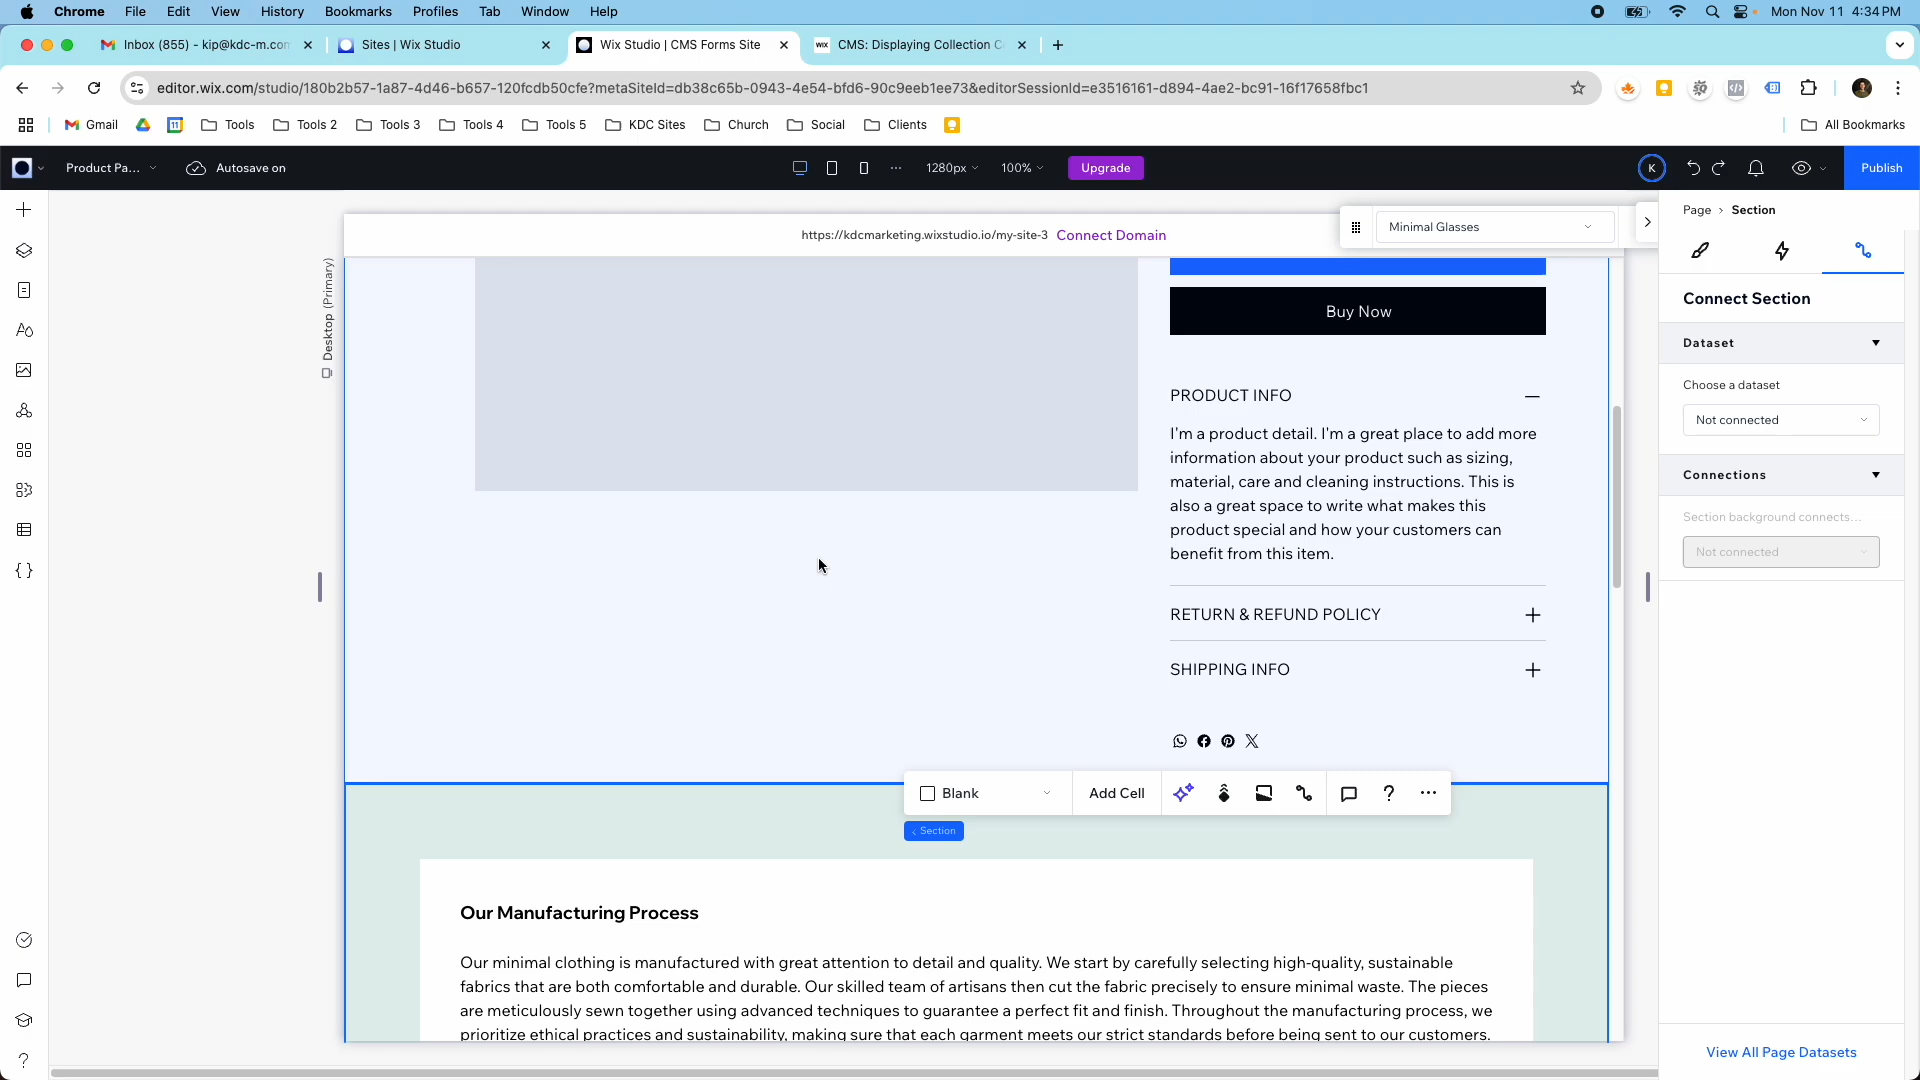 Chrome File Edit View History Bookmarks Profiles Tab Window Help Mon Nov 11 4:34 PM
Inbox (855) - kip@kdc-m.com Sites | Wix Studio Wix Studio | CMS Forms Site WIX CMS: Displaying Collection C
editor.wix.com/studio/180b2b57-1a87-4d46-b657-120fcdb50cfe?metaSiteId=db38c65b-0943-4e54-bfd6-90c9eeb1ee73&editorSessionId=e3516161-d894-4ae2-bc91-16f17658fbc1
Gmail Tools Tools 2 Tools 3 Tools 4 Tools 5 KDC Sites Church Social Clients All Bookmarks
Product Pa... Autosave on 1280px 100% Upgrade K Publish
Page > Section
https://kdcmarketing.wixstudio.io/my-site-3 Connect Domain
Minimal Glasses
Desktop (Primary)
Connect Section
Buy Now
Dataset
Choose a dataset
Not connected
Connections
Section background connects...
Not connected
PRODUCT INFO
I'm a product detail. I'm a great place to add more
information about your product such as sizing,
material, care and cleaning instructions. This is
also a great space to write what makes this
product special and how your customers can
benefit from this item.
RETURN & REFUND POLICY
SHIPPING INFO
Blank Add Cell
‹ Section
Our Manufacturing Process
Our minimal clothing is manufactured with great attention to detail and quality. We start by carefully selecting high-quality, sustainable
fabrics that are both comfortable and durable. Our skilled team of artisans then cut the fabric precisely to ensure minimal waste. The pieces
are meticulously sewn together using advanced techniques to guarantee a perfect fit and finish. Throughout the manufacturing process, we
prioritize ethical practices and sustainability, making sure that each garment meets our strict standards before being sent to our customers.
View All Page Datasets